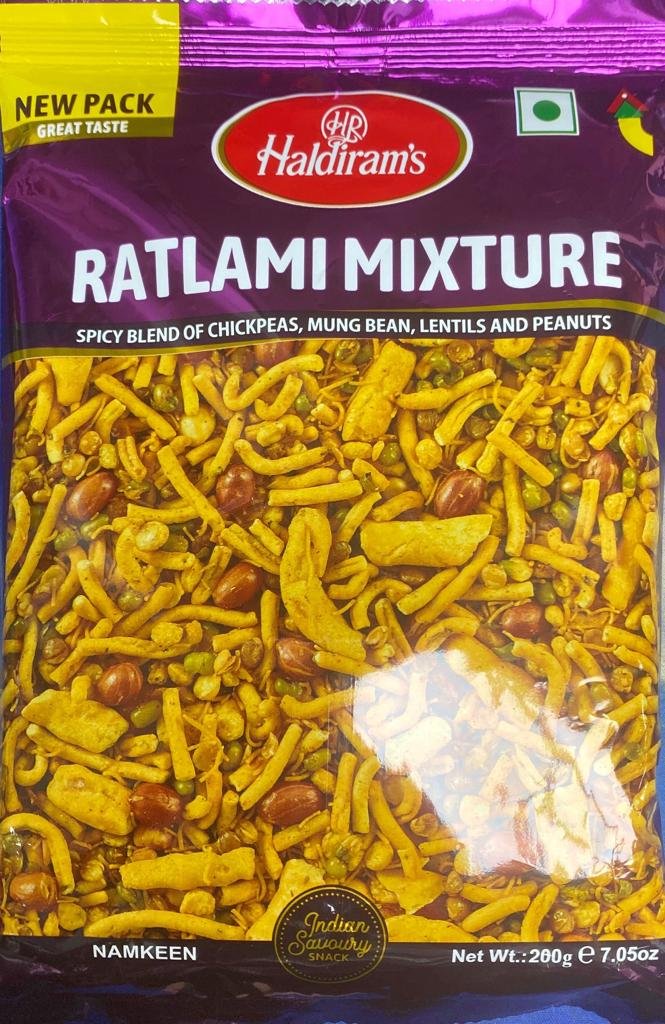 NEW PACK
GREAT TASTE
HR
Haldiram's
RATLAMI MIXTURE
SPICY BLEND OF CHICKPEAS, MUNG BEAN, LENTILS AND PEANUTS
NAMKEEN
Indian
Savoury
SNACK
Net Wt.: 200g ℮ 7.05oz